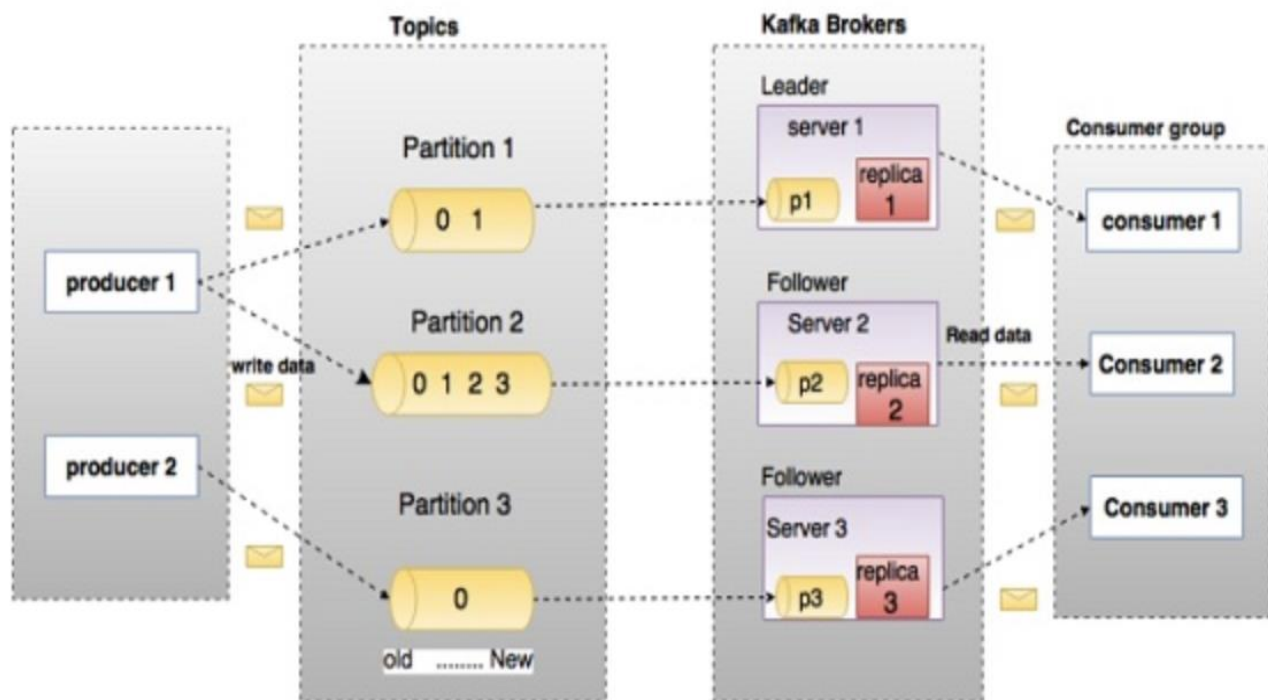 Topics
Kafka Brokers
Leader
server 1
Consumer group
Partition 1
replica
0 1
p1
1
consumer 1
producer 1
Follower
Partition 2
Server 2
Read data
write data
0 1 2 3
p2
replica
2
Consumer 2
producer 2
Follower
Partition 3
Server 3
Consumer 3
0
p3
replica
3
old ........ New